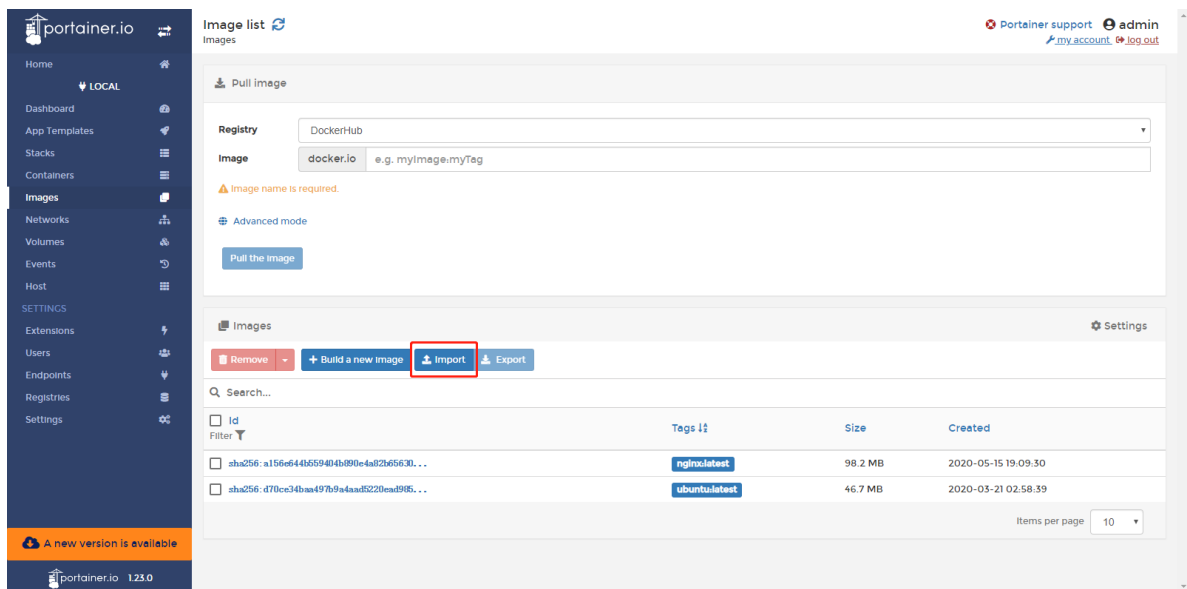 portainer.io
Image list
Images
Portainer support admin
my account log out
Home
LOCAL
Dashboard
App Templates
Stacks
Containers
Images
Networks
Volumes
Events
Host
SETTINGS
Extensions
Users
Endpoints
Registries
Settings
A new version is available
portainer.io 1.23.0
Pull image
Registry DockerHub
Image docker.io e.g. myImage:myTag
Image name is required.
Advanced mode
Pull the image
Images Settings
Remove + Build a new image Import Export
Search...
Id
Filter
Tags Size Created
sha256:a156e644b559404b890e4a82b65630... nginx:latest 98.2 MB 2020-05-15 19:09:30
sha256:d70ce34baa497b9a4aad5220ead985... ubuntu:latest 46.7 MB 2020-03-21 02:58:39
Items per page 10